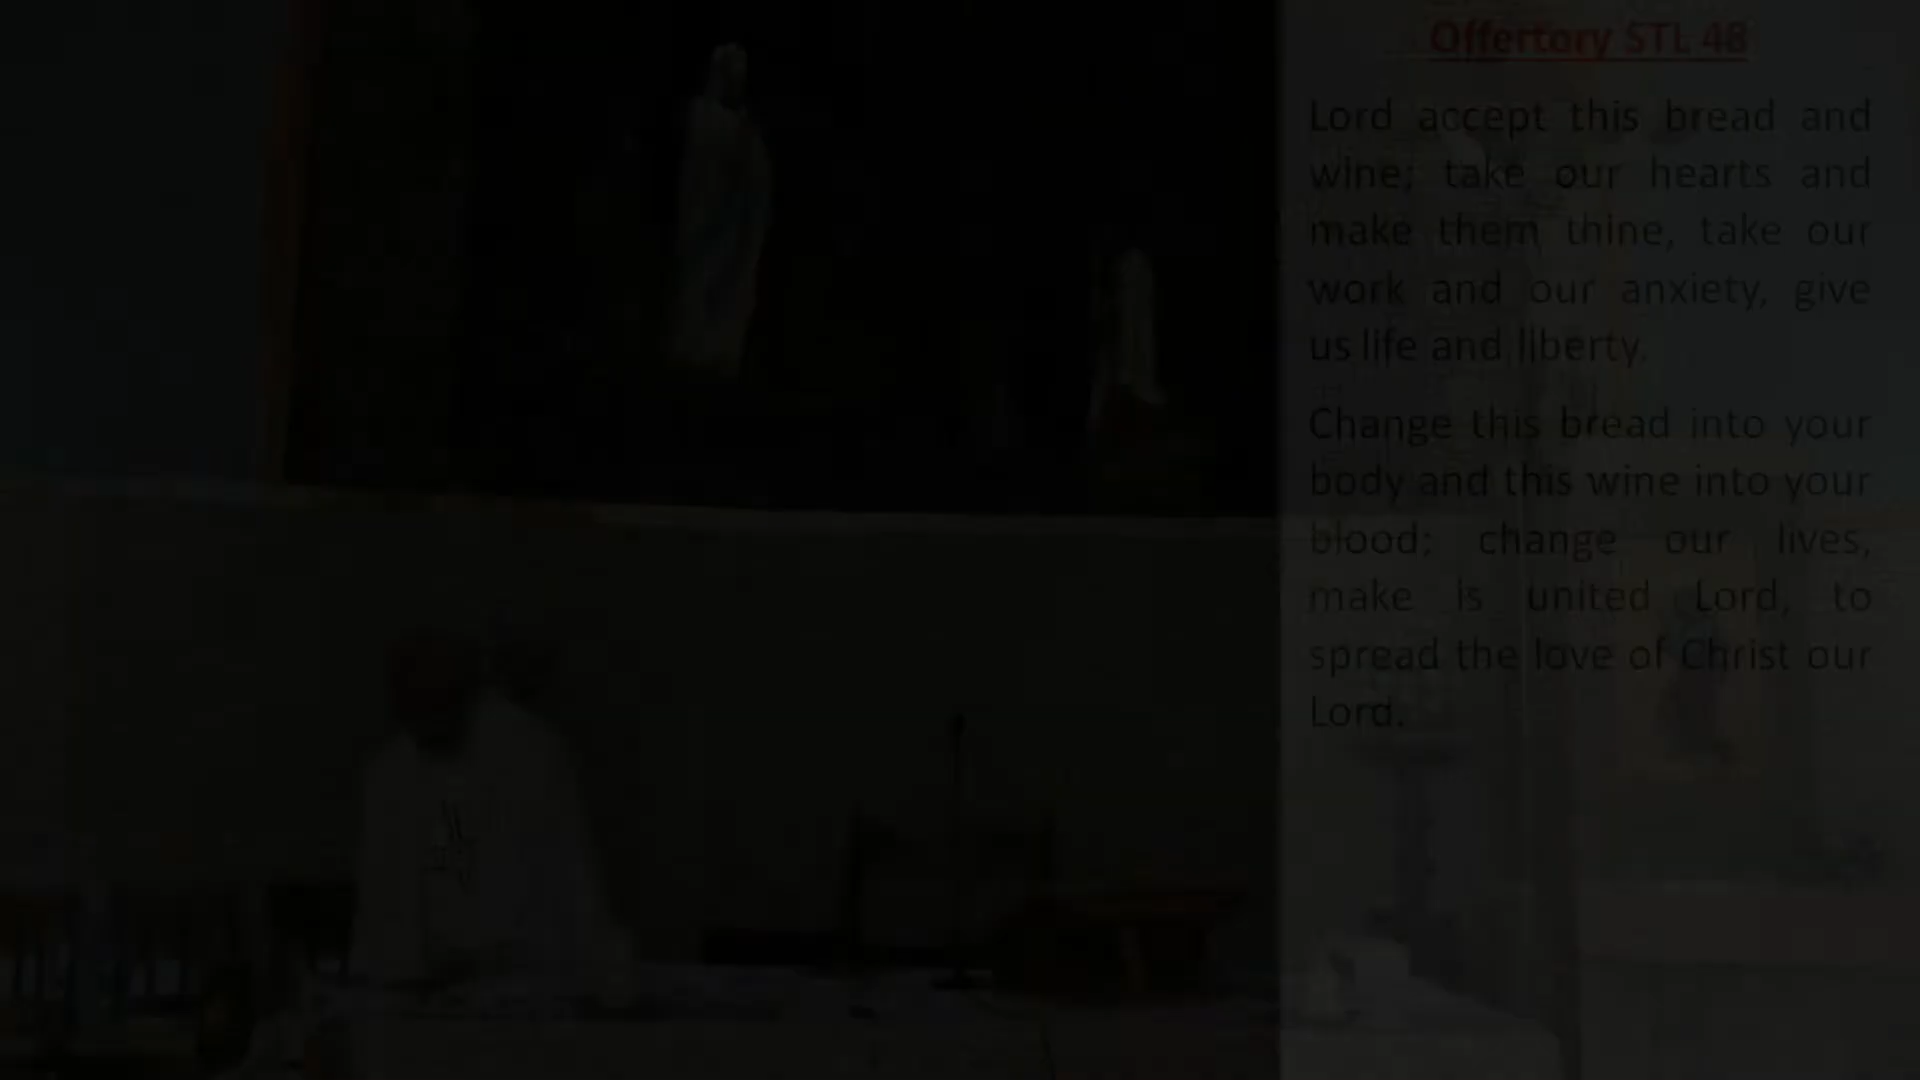 Offertory STL 48
Lord accept this bread and
wine; take our hearts and
make them thine, take our
work and our anxiety, give
us life and liberty.
Change this bread into your
body and this wine into your
blood; change our lives,
make is united Lord, to
spread the love of Christ our
Lord.